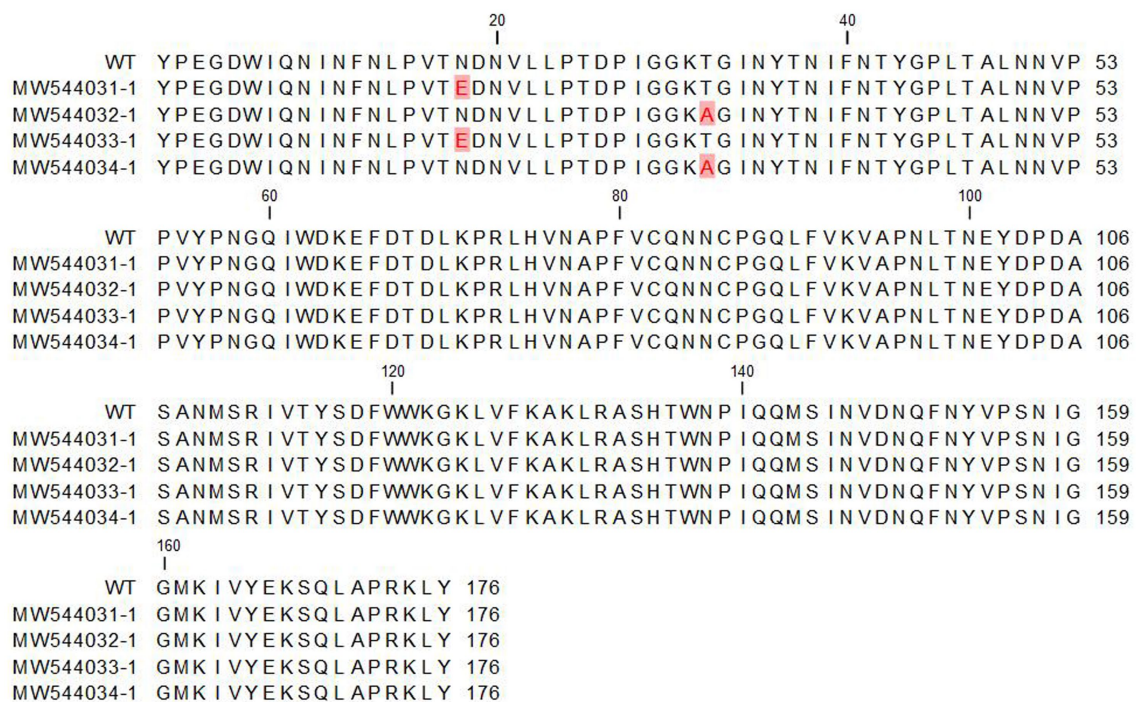 20 40
WT YPEGDWIQNINFNLPVTNDNVLLPTDPIGGKTGINYTNIFNTYGPLTALNNVP 53
MW544031-1 YPEGDWIQNINFNLPVTEDNVLLPTDPIGGKTGINYTNIFNTYGPLTALNNVP 53
MW544032-1 YPEGDWIQNINFNLPVTNDNVLLPTDPIGGKAGINYTNIFNTYGPLTALNNVP 53
MW544033-1 YPEGDWIQNINFNLPVTEDNVLLPTDPIGGKTGINYTNIFNTYGPLTALNNVP 53
MW544034-1 YPEGDWIQNINFNLPVTNDNVLLPTDPIGGKAGINYTNIFNTYGPLTALNNVP 53
60 80 100
WT PVYPNGQIWDKEFDTDLKPRLHVNAPFVCQNNCPGQLFVKVAPNLTNEYDPDA 106
MW544031-1 PVYPNGQIWDKEFDTDLKPRLHVNAPFVCQNNCPGQLFVKVAPNLTNEYDPDA 106
MW544032-1 PVYPNGQIWDKEFDTDLKPRLHVNAPFVCQNNCPGQLFVKVAPNLTNEYDPDA 106
MW544033-1 PVYPNGQIWDKEFDTDLKPRLHVNAPFVCQNNCPGQLFVKVAPNLTNEYDPDA 106
MW544034-1 PVYPNGQIWDKEFDTDLKPRLHVNAPFVCQNNCPGQLFVKVAPNLTNEYDPDA 106
120 140
WT SANMSRIVTYSDFWWKGKLVFKAKLRASHTWNPIQQMSINVDNQFNYVPSNIG 159
MW544031-1 SANMSRIVTYSDFWWKGKLVFKAKLRASHTWNPIQQMSINVDNQFNYVPSNIG 159
MW544032-1 SANMSRIVTYSDFWWKGKLVFKAKLRASHTWNPIQQMSINVDNQFNYVPSNIG 159
MW544033-1 SANMSRIVTYSDFWWKGKLVFKAKLRASHTWNPIQQMSINVDNQFNYVPSNIG 159
MW544034-1 SANMSRIVTYSDFWWKGKLVFKAKLRASHTWNPIQQMSINVDNQFNYVPSNIG 159
160
WT GMKIVYEKSQLAPRKLY 176
MW544031-1 GMKIVYEKSQLAPRKLY 176
MW544032-1 GMKIVYEKSQLAPRKLY 176
MW544033-1 GMKIVYEKSQLAPRKLY 176
MW544034-1 GMKIVYEKSQLAPRKLY 176